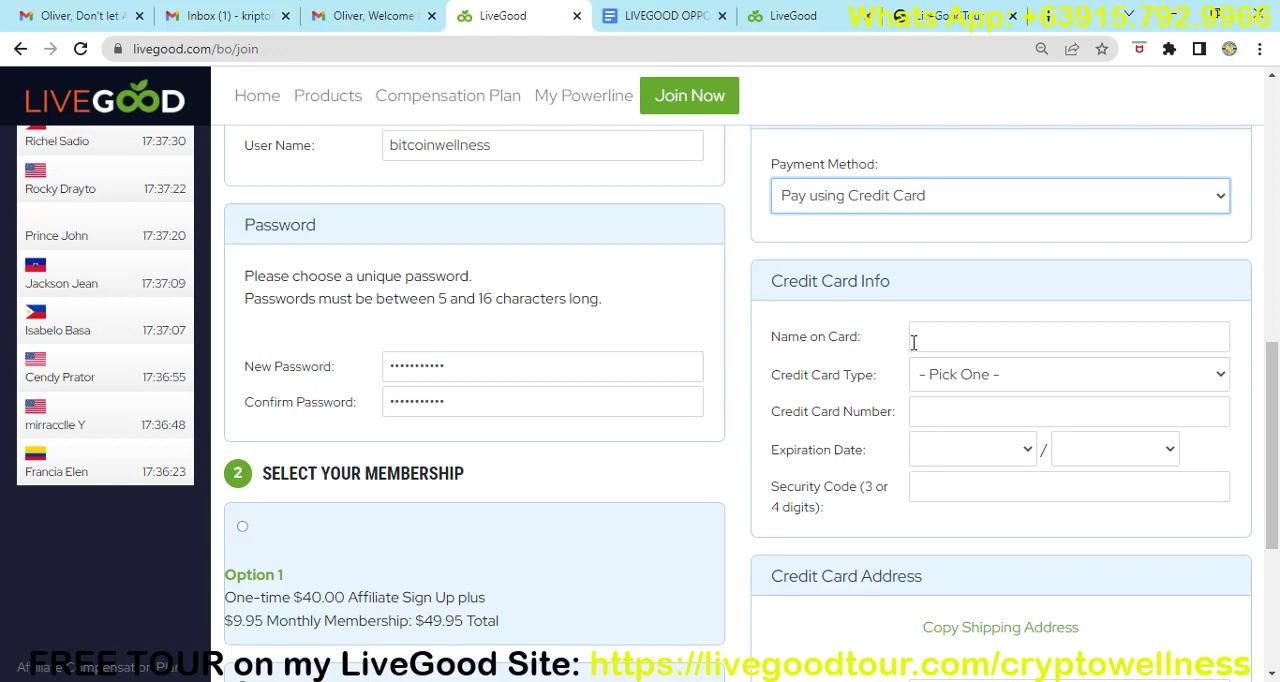 Oliver, Don't let A
Inbox (1) - kripto
Oliver, Welcome
LiveGood
LIVEGOOD OPPO
LiveGood
LiveGoodTour
Whats App: +63915.792.9966
livegood.com/bo/join
LIVEGOOD
Home Products Compensation Plan My Powerline Join Now
Richel Sadio 17:37:30
Rocky Drayto 17:37:22
Prince John 17:37:20
Jackson Jean 17:37:09
Isabelo Basa 17:37:07
Cendy Prator 17:36:55
mirracclle Y 17:36:48
Francia Elen 17:36:23
User Name: bitcoinwellness
Password
Please choose a unique password.
Passwords must be between 5 and 16 characters long.
New Password: •••••••••••
Confirm Password: •••••••••••
2 SELECT YOUR MEMBERSHIP
Option 1
One-time $40.00 Affiliate Sign Up plus
$9.95 Monthly Membership: $49.95 Total
Payment Method:
Pay using Credit Card
Credit Card Info
Name on Card:
Credit Card Type: - Pick One -
Credit Card Number:
Expiration Date: /
Security Code (3 or
4 digits):
Credit Card Address
Copy Shipping Address
Affiliate Compensation Plan
FREE TOUR on my LiveGood Site: https://livegoodtour.com/cryptowellness